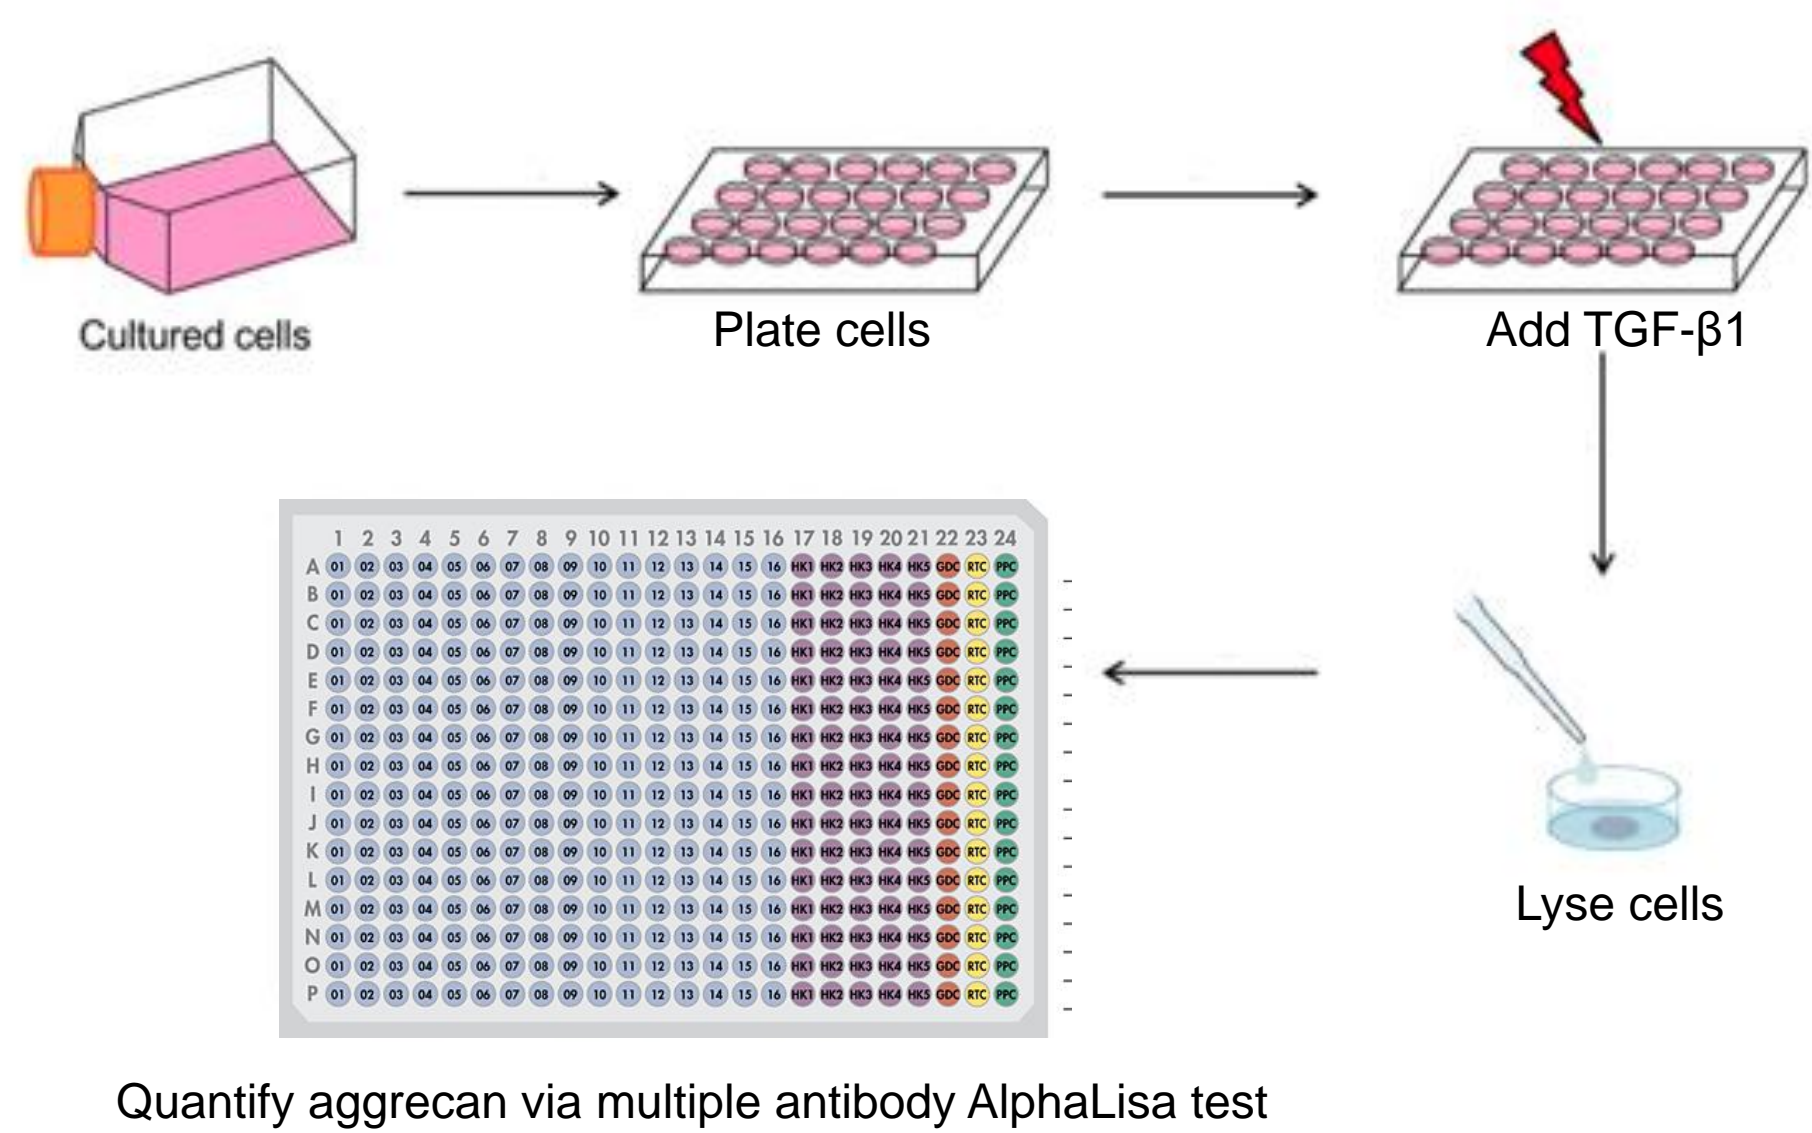 Cultured cells
Plate cells
Add TGF-β1
1 2 3 4 5 6 7 8 9 10 11 12 13 14 15 16 17 18 19 20 21 22 23 24
A 01 02 03 04 05 06 07 08 09 10 11 12 13 14 15 16 HK1 HK2 HK3 HK4 HK5 GDC RTC PPC
B 01 02 03 04 05 06 07 08 09 10 11 12 13 14 15 16 HK1 HK2 HK3 HK4 HK5 GDC RTC PPC
C 01 02 03 04 05 06 07 08 09 10 11 12 13 14 15 16 HK1 HK2 HK3 HK4 HK5 GDC RTC PPC
D 01 02 03 04 05 06 07 08 09 10 11 12 13 14 15 16 HK1 HK2 HK3 HK4 HK5 GDC RTC PPC
E 01 02 03 04 05 06 07 08 09 10 11 12 13 14 15 16 HK1 HK2 HK3 HK4 HK5 GDC RTC PPC
F 01 02 03 04 05 06 07 08 09 10 11 12 13 14 15 16 HK1 HK2 HK3 HK4 HK5 GDC RTC PPC
G 01 02 03 04 05 06 07 08 09 10 11 12 13 14 15 16 HK1 HK2 HK3 HK4 HK5 GDC RTC PPC
H 01 02 03 04 05 06 07 08 09 10 11 12 13 14 15 16 HK1 HK2 HK3 HK4 HK5 GDC RTC PPC
I 01 02 03 04 05 06 07 08 09 10 11 12 13 14 15 16 HK1 HK2 HK3 HK4 HK5 GDC RTC PPC
J 01 02 03 04 05 06 07 08 09 10 11 12 13 14 15 16 HK1 HK2 HK3 HK4 HK5 GDC RTC PPC
K 01 02 03 04 05 06 07 08 09 10 11 12 13 14 15 16 HK1 HK2 HK3 HK4 HK5 GDC RTC PPC
L 01 02 03 04 05 06 07 08 09 10 11 12 13 14 15 16 HK1 HK2 HK3 HK4 HK5 GDC RTC PPC
M 01 02 03 04 05 06 07 08 09 10 11 12 13 14 15 16 HK1 HK2 HK3 HK4 HK5 GDC RTC PPC
N 01 02 03 04 05 06 07 08 09 10 11 12 13 14 15 16 HK1 HK2 HK3 HK4 HK5 GDC RTC PPC
O 01 02 03 04 05 06 07 08 09 10 11 12 13 14 15 16 HK1 HK2 HK3 HK4 HK5 GDC RTC PPC
P 01 02 03 04 05 06 07 08 09 10 11 12 13 14 15 16 HK1 HK2 HK3 HK4 HK5 GDC RTC PPC
Lyse cells
Quantify aggrecan via multiple antibody AlphaLisa test